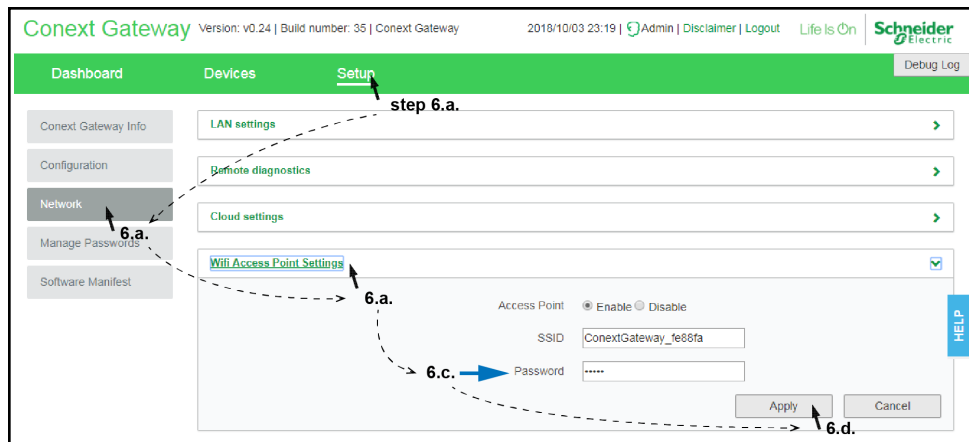 Conext Gateway Version: v0.24 | Build number: 35 | Conext Gateway 2018/10/03 23:19 | Admin | Disclaimer | Logout Life Is On Schneider Electric
Debug Log
Dashboard Devices Setup
step 6.a.
Conext Gateway Info
Configuration
Network
6.a.
Manage Passwords
Software Manifest
LAN settings
Remote diagnostics
Cloud settings
Wifi Access Point Settings
6.a.
Access Point Enable Disable
SSID ConextGateway_fe88fa
6.c. Password •••••
Apply Cancel
6.d.
HELP